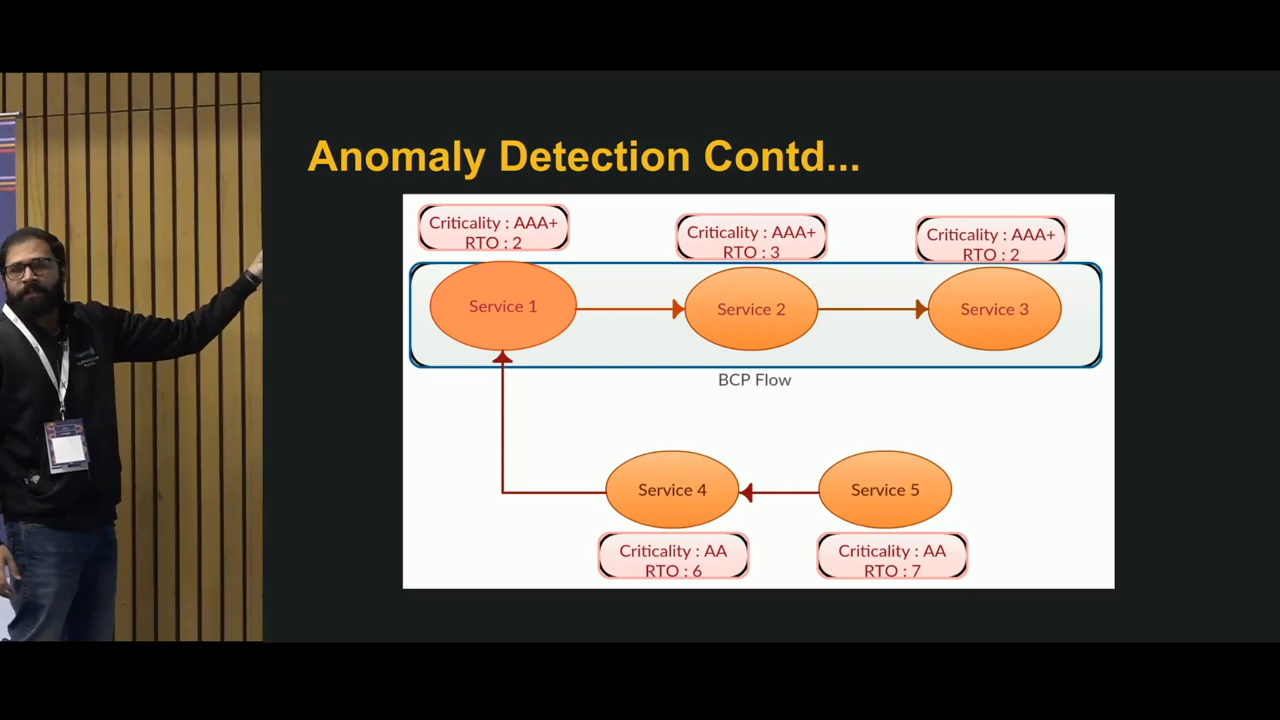 Anomaly Detection Contd...
Criticality : AAA+
RTO : 2
Criticality : AAA+
RTO : 3
Criticality : AAA+
RTO : 2
Service 1
Service 2
Service 3
BCP Flow
Service 4
Service 5
Criticality : AA
RTO : 6
Criticality : AA
RTO : 7